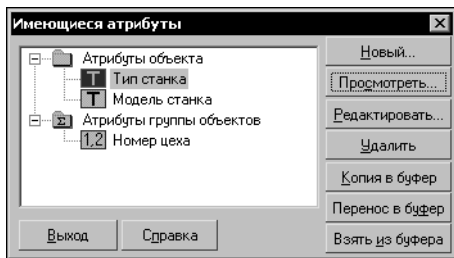 Имеющиеся атрибуты
Атрибуты объекта
T Тип станка
T Модель станка
Σ Атрибуты группы объектов
1,2 Номер цеха
Выход
Справка
Новый...
Просмотреть...
Редактировать...
Удалить
Копия в буфер
Перенос в буфер
Взять из буфера